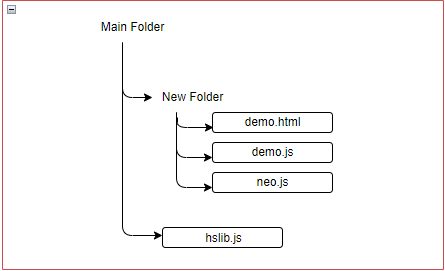 Main Folder
New Folder
demo.html
demo.js
neo.js
hslib.js